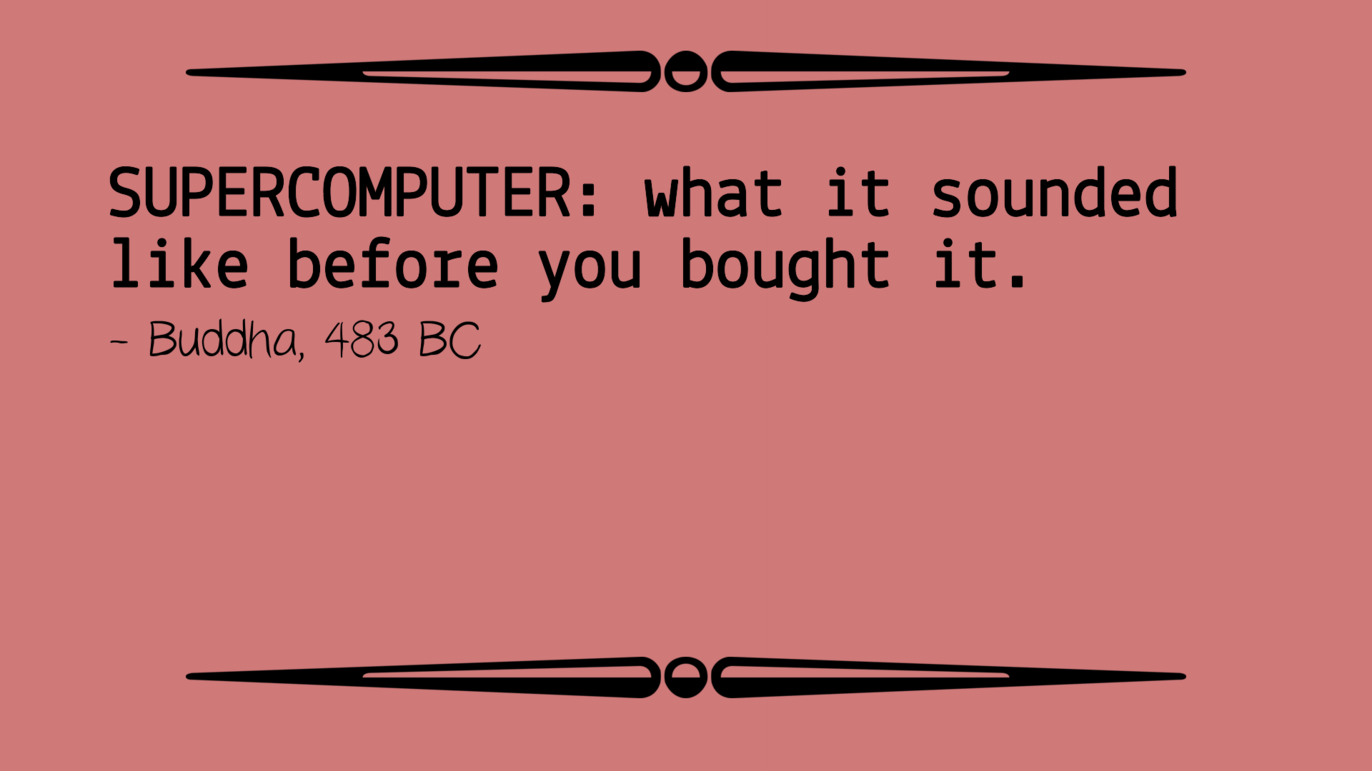 SUPERCOMPUTER: what it sounded
like before you bought it.
- Buddha, 483 BC